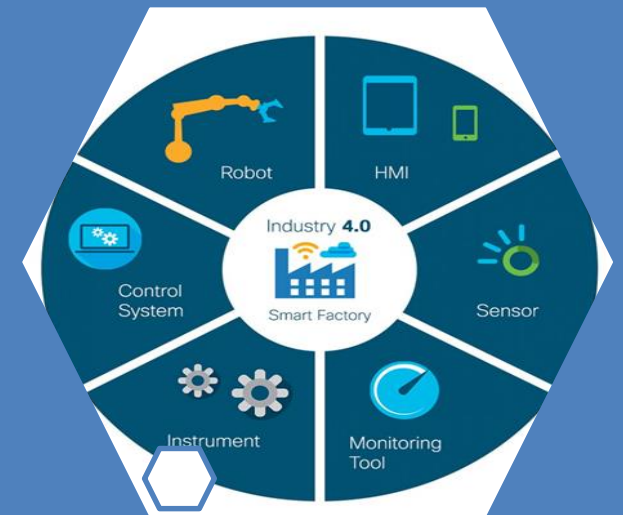 Robot
HMI
Industry 4.0
Smart Factory
Control
System
Sensor
Instrument
Monitoring
Tool